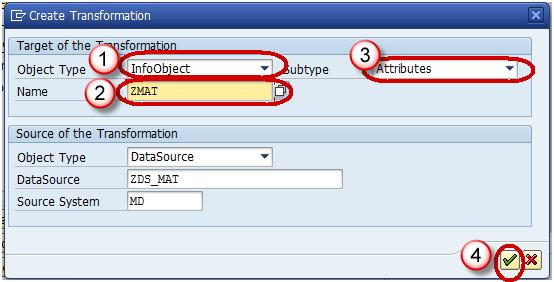 Create Transformation
Target of the Transformation
1
3
Object Type InfoObject Subtype Attributes
2
Name ZMAT
Source of the Transformation
Object Type DataSource
DataSource ZDS_MAT
Source System MD
4